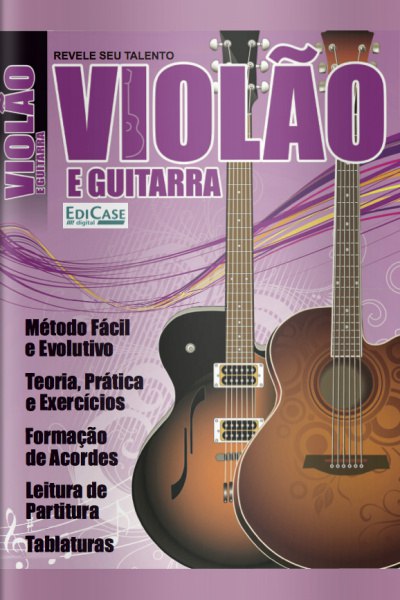 VIOLÃO
E GUITARRA
REVELE SEU TALENTO
VIOLÃO
E GUITARRA
EDICASE
digital
Método Fácil
e Evolutivo
Teoria, Prática
e Exercícios
Formação
de Acordes
Leitura de
Partitura
Tablaturas